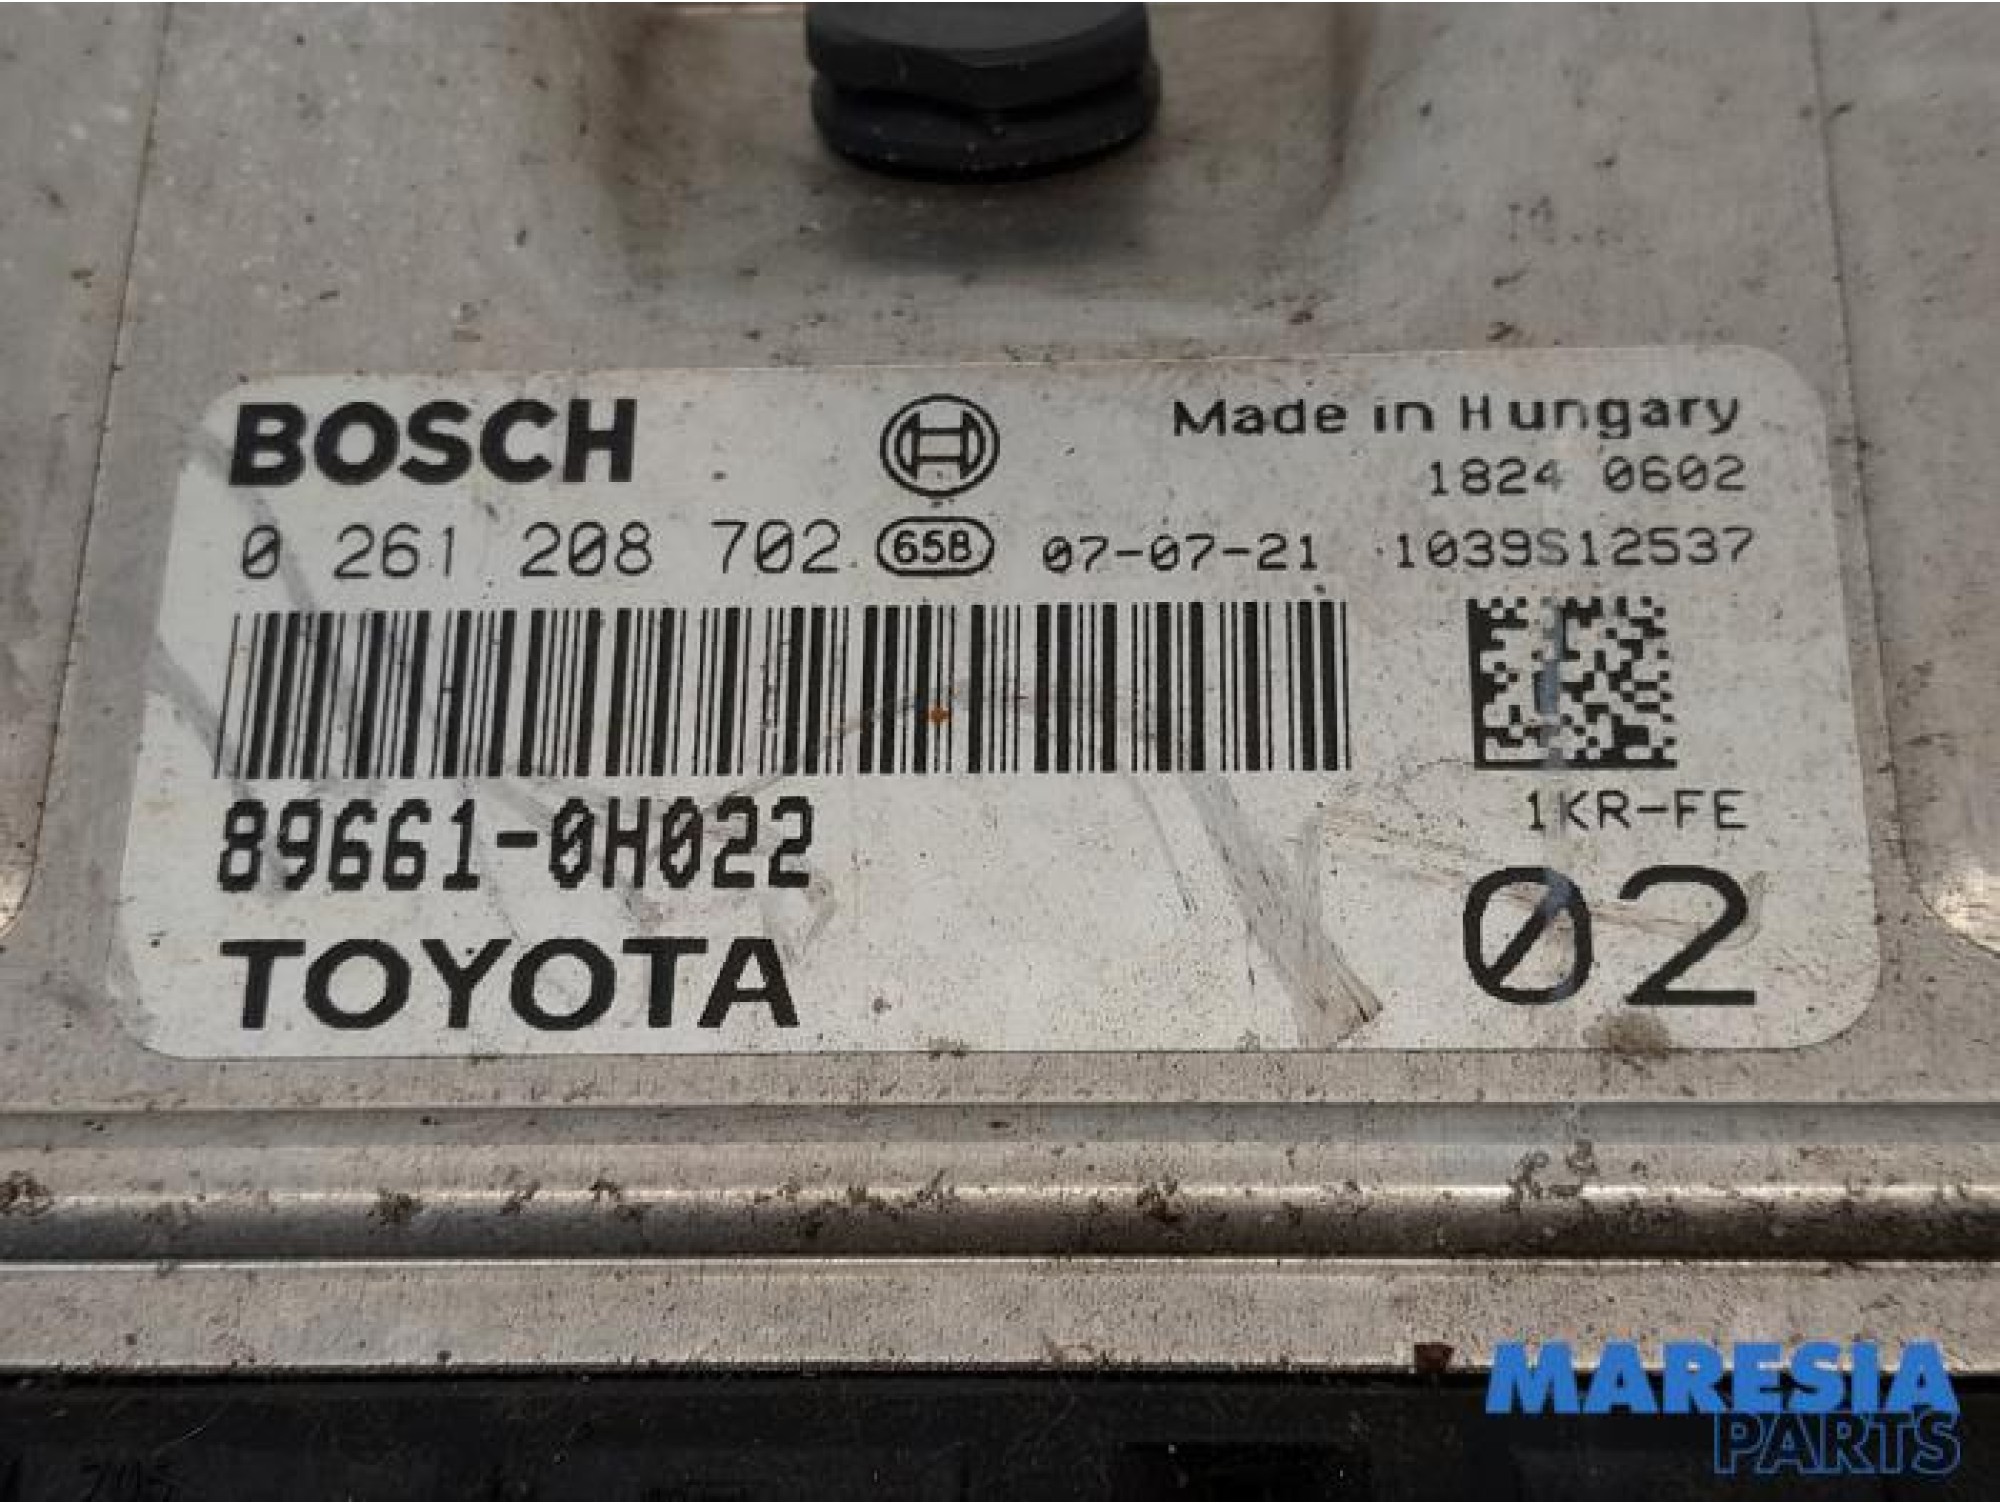 BOSCH
Made in Hungary
1824 0602
0 261 208 702 65B 07-07-21 1039S12537
89661-0H022
1KR-FE
TOYOTA
02
MARESIA
PARTS